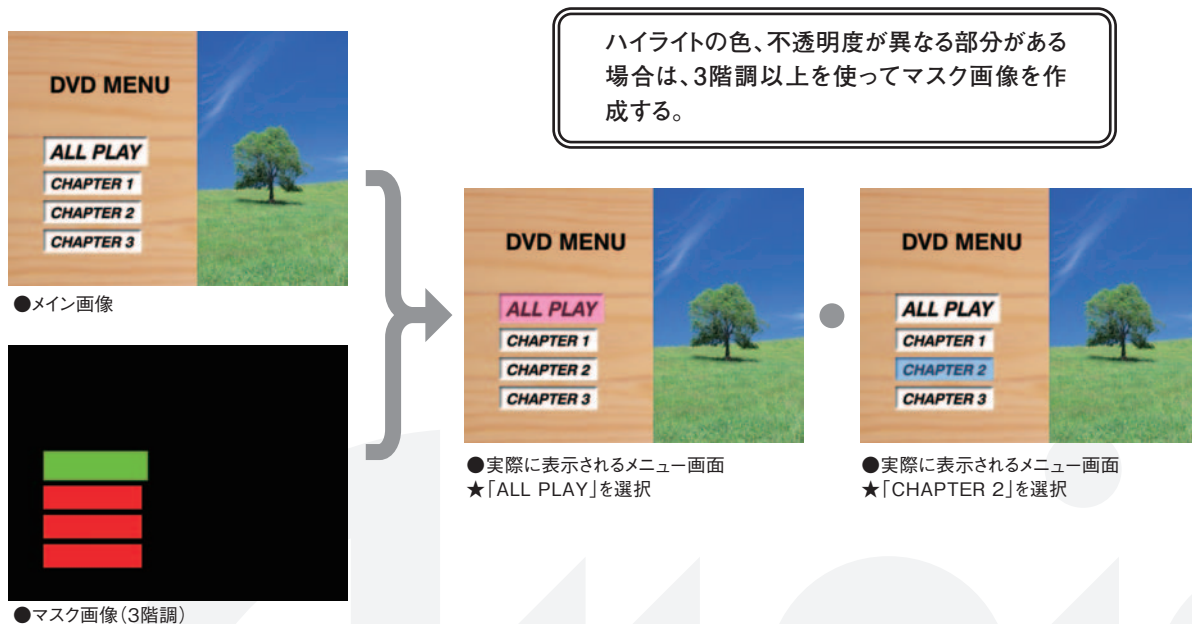 ハイライトの色、不透明度が異なる部分がある
場合は、3階調以上を使ってマスク画像を作
成する。
DVD MENU
ALL PLAY
CHAPTER 1
CHAPTER 2
CHAPTER 3
●メイン画像
●マスク画像(3階調)
DVD MENU
ALL PLAY
CHAPTER 1
CHAPTER 2
CHAPTER 3
●実際に表示されるメニュー画面
★「ALL PLAY」を選択
DVD MENU
ALL PLAY
CHAPTER 1
CHAPTER 2
CHAPTER 3
●実際に表示されるメニュー画面
★「CHAPTER 2」を選択